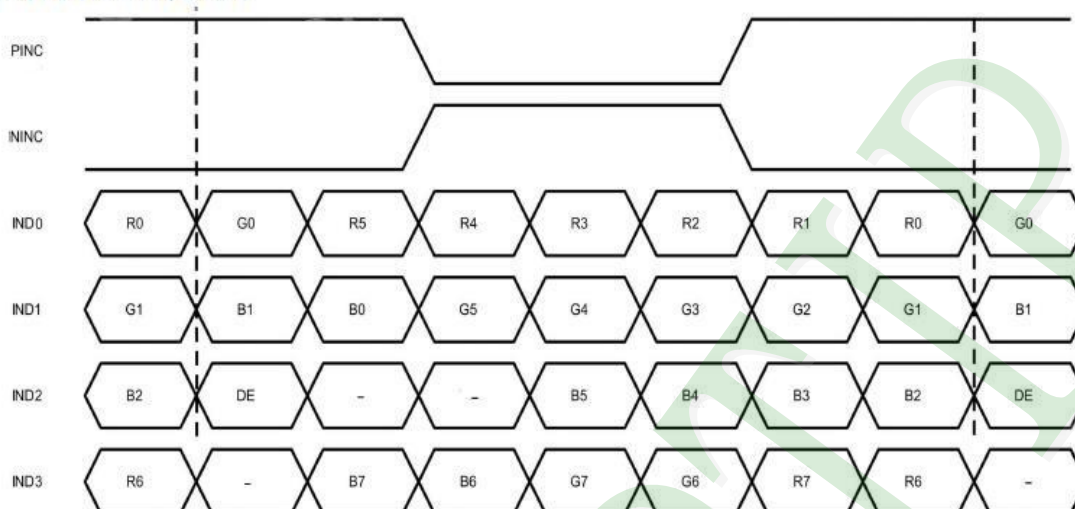 PINC
NINC
IND0 R0 G0 R5 R4 R3 R2 R1 R0 G0
IND1 G1 B1 B0 G5 G4 G3 G2 G1 B1
IND2 B2 DE - - B5 B4 B3 B2 DE
IND3 R6 - B7 B6 G7 G6 R7 R6 -